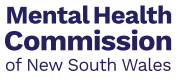 Mental Health
Commission
of New South Wales